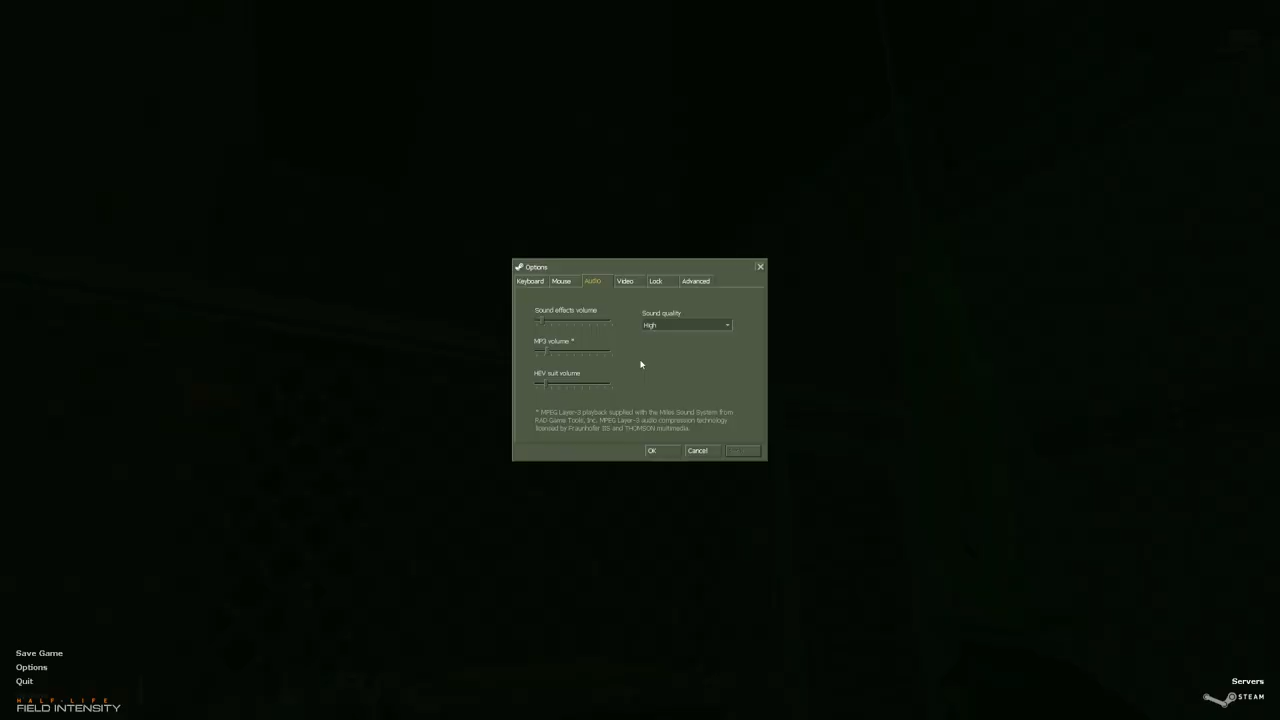 Options
Keyboard Mouse Audio Video Lock Advanced
Sound effects volume
Sound quality
High
MP3 volume *
HEV suit volume
* MPEG Layer-3 playback supplied with the Miles Sound System from
RAD Game Tools, Inc. MPEG Layer-3 audio compression technology
licensed by Fraunhofer IIS and THOMSON multimedia.
OK Cancel
Save Game
Options
Quit
HALF-LIFE
FIELD INTENSITY
Servers
STEAM